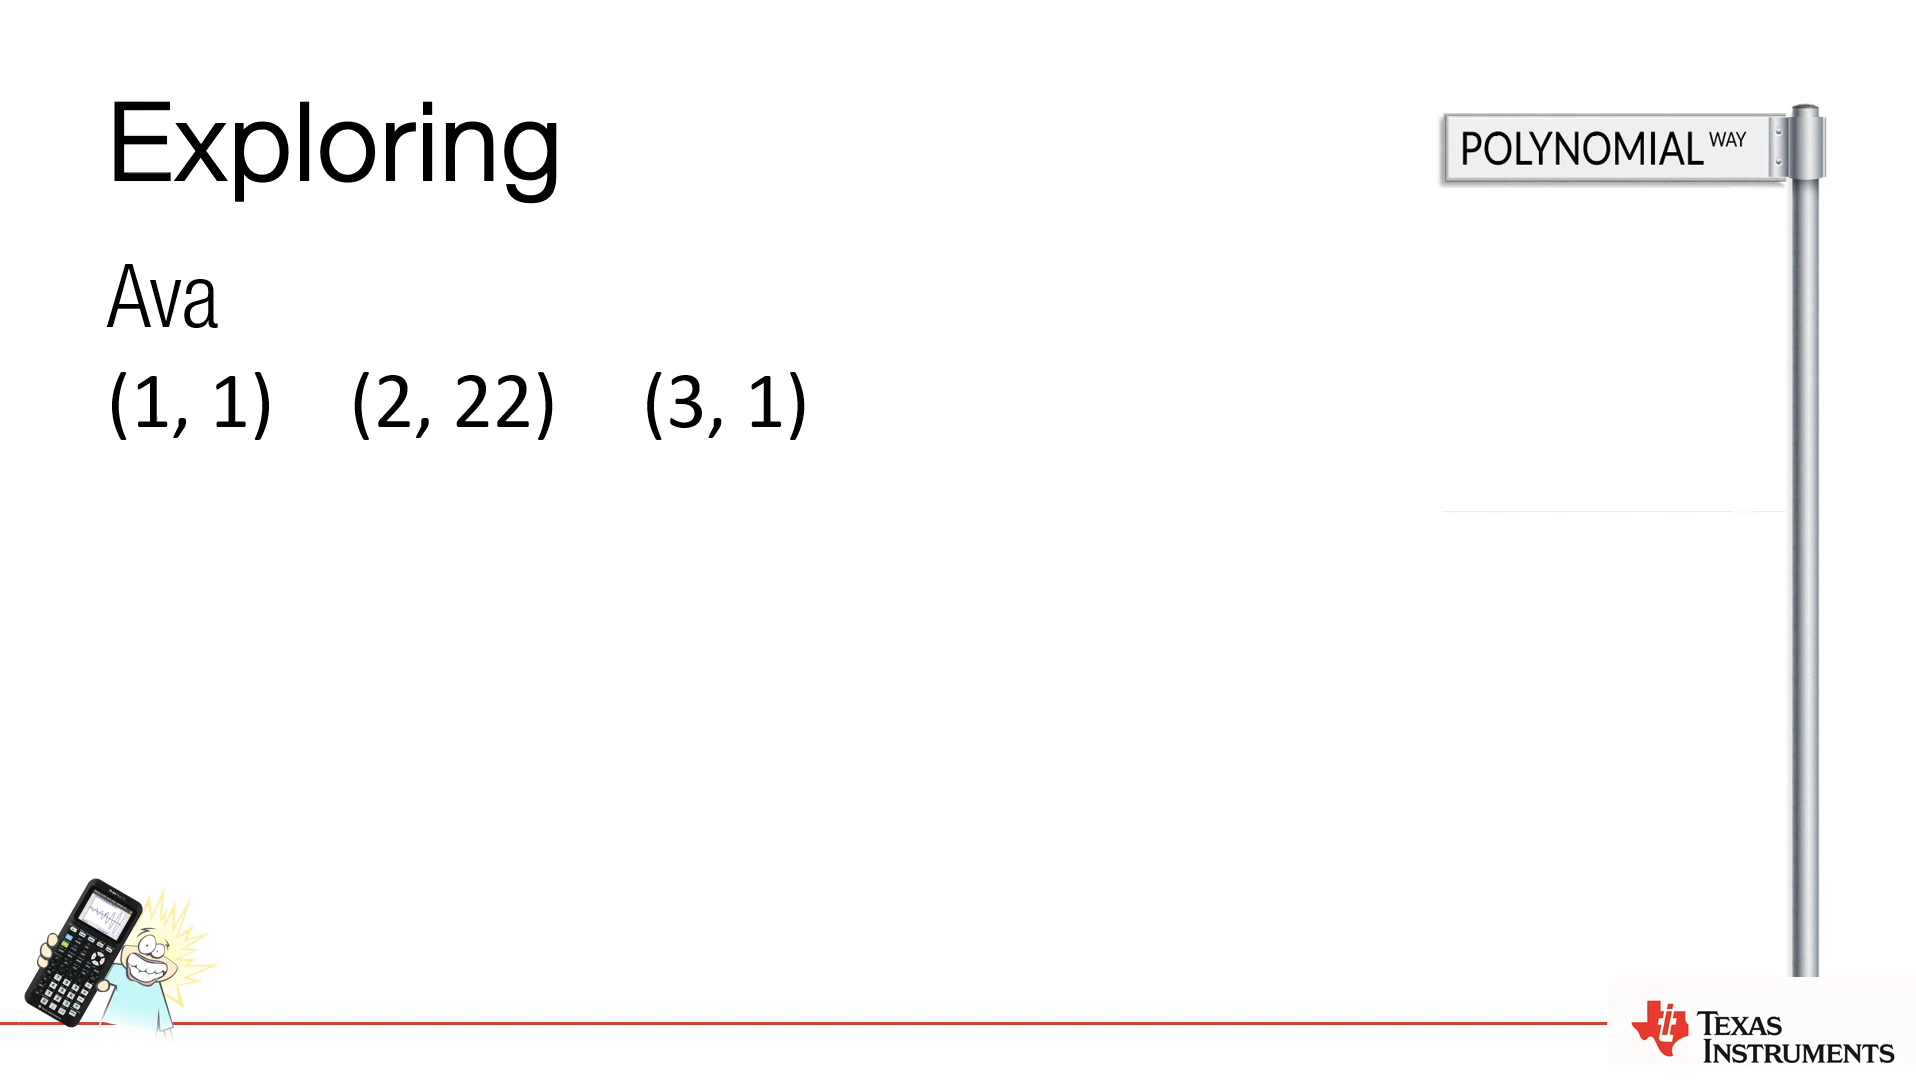 Exploring
POLYNOMIAL WAY
Ava
(1, 1) (2, 22) (3, 1)
TEXAS
INSTRUMENTS